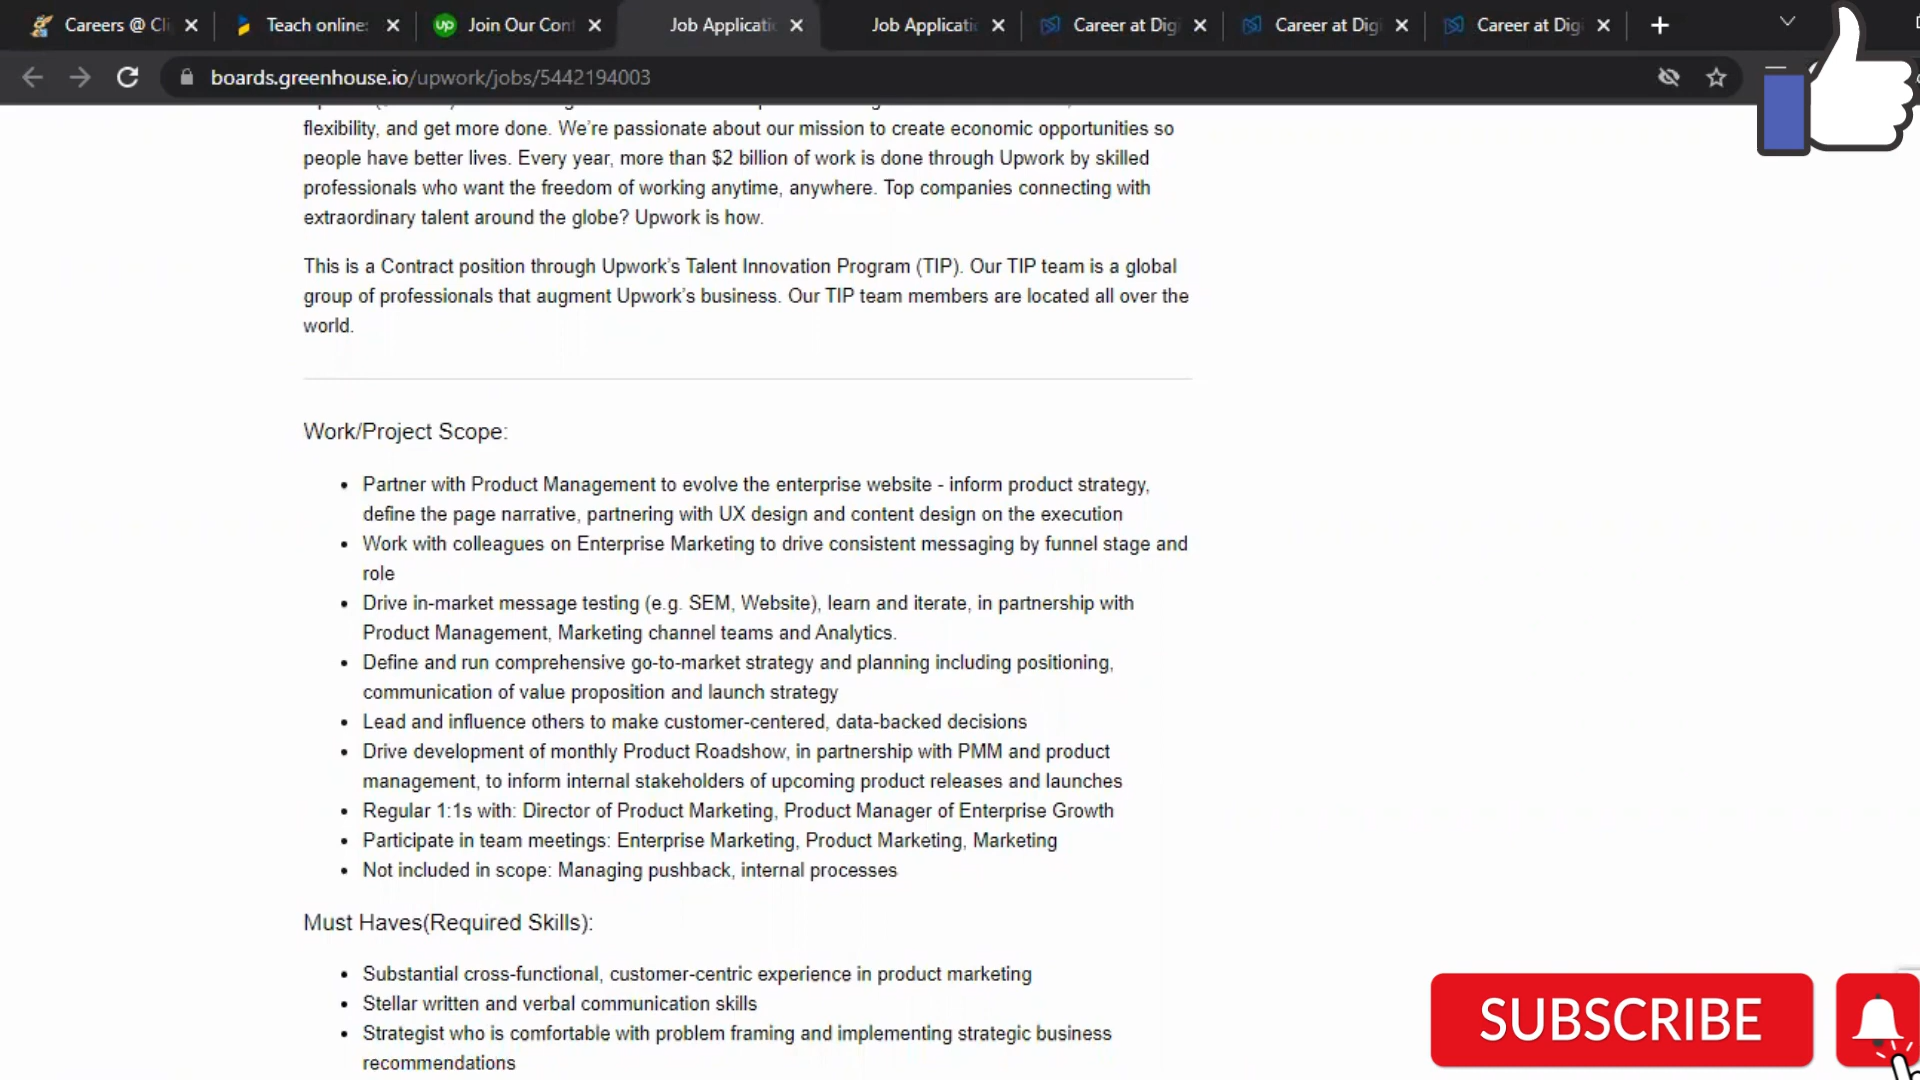 Careers @ Cli
Teach online:
up
Join Our Con
Job Applicati
Job Applicati
Career at Dig
Career at Dig
Career at Dig
boards.greenhouse.io/upwork/jobs/5442194003
flexibility, and get more done. We’re passionate about our mission to create economic opportunities so
people have better lives. Every year, more than $2 billion of work is done through Upwork by skilled
professionals who want the freedom of working anytime, anywhere. Top companies connecting with
extraordinary talent around the globe? Upwork is how.
This is a Contract position through Upwork’s Talent Innovation Program (TIP). Our TIP team is a global
group of professionals that augment Upwork’s business. Our TIP team members are located all over the
world.
Work/Project Scope:
• Partner with Product Management to evolve the enterprise website - inform product strategy,
define the page narrative, partnering with UX design and content design on the execution
• Work with colleagues on Enterprise Marketing to drive consistent messaging by funnel stage and
role
• Drive in-market message testing (e.g. SEM, Website), learn and iterate, in partnership with
Product Management, Marketing channel teams and Analytics.
• Define and run comprehensive go-to-market strategy and planning including positioning,
communication of value proposition and launch strategy
• Lead and influence others to make customer-centered, data-backed decisions
• Drive development of monthly Product Roadshow, in partnership with PMM and product
management, to inform internal stakeholders of upcoming product releases and launches
• Regular 1:1s with: Director of Product Marketing, Product Manager of Enterprise Growth
• Participate in team meetings: Enterprise Marketing, Product Marketing, Marketing
• Not included in scope: Managing pushback, internal processes
Must Haves(Required Skills):
• Substantial cross-functional, customer-centric experience in product marketing
• Stellar written and verbal communication skills
• Strategist who is comfortable with problem framing and implementing strategic business
recommendations
SUBSCRIBE